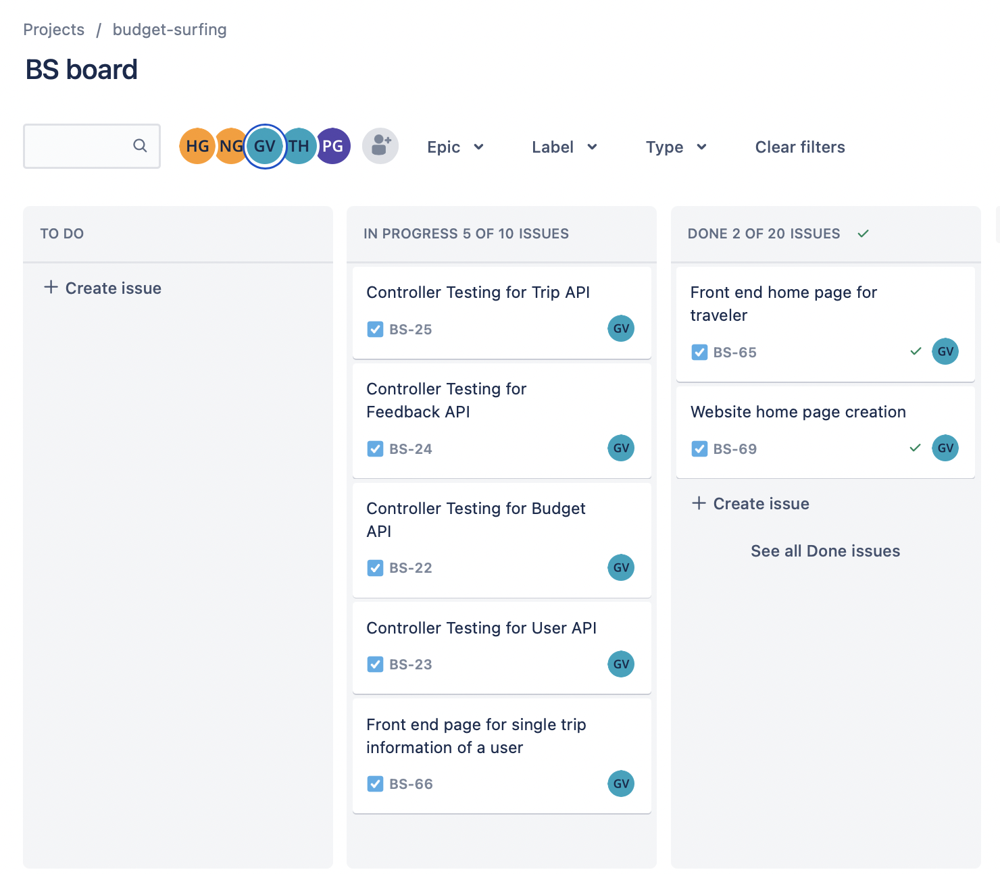 Projects / budget-surfing
BS board
HG NG GV TH PG Epic Label Type Clear filters
TO DO
+ Create issue
IN PROGRESS 5 OF 10 ISSUES
Controller Testing for Trip API
BS-25 GV
Controller Testing for
Feedback API
BS-24 GV
Controller Testing for Budget
API
BS-22 GV
Controller Testing for User API
BS-23 GV
Front end page for single trip
information of a user
BS-66 GV
DONE 2 OF 20 ISSUES
Front end home page for
traveler
BS-65 GV
Website home page creation
BS-69 GV
+ Create issue
See all Done issues